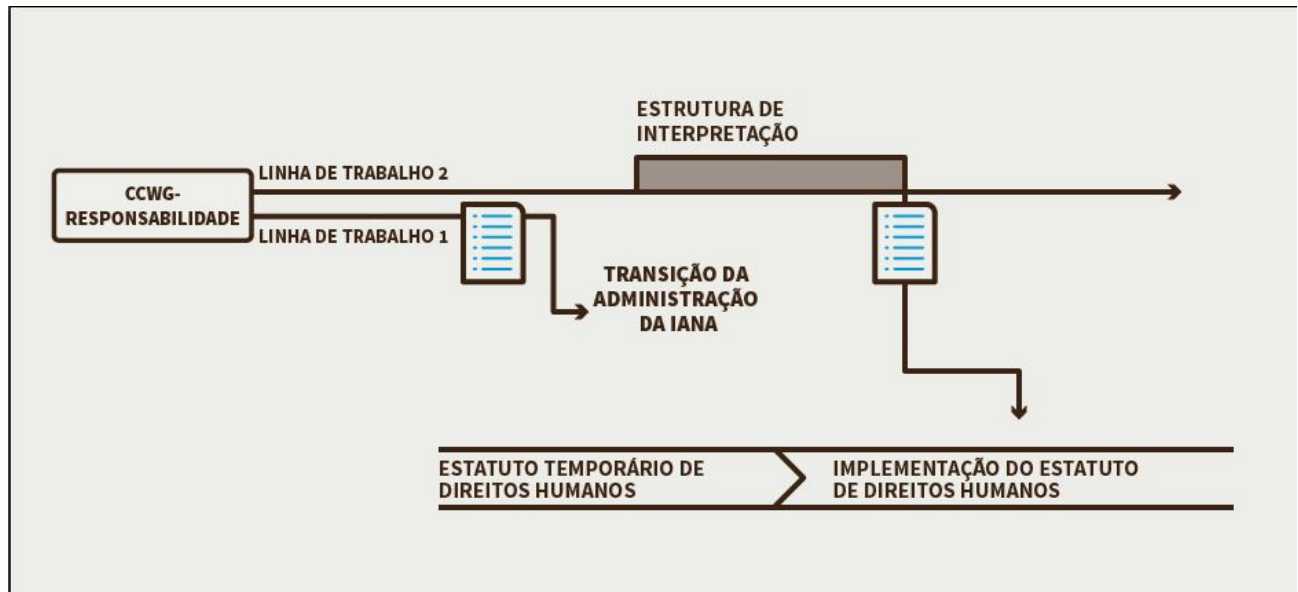 ESTRUTURA DE
INTERPRETAÇÃO
LINHA DE TRABALHO 2
CCWG-
RESPONSABILIDADE
LINHA DE TRABALHO 1
TRANSIÇÃO DA
ADMINISTRAÇÃO
DA IANA
ESTATUTO TEMPORÁRIO DE
DIREITOS HUMANOS
IMPLEMENTAÇÃO DO ESTATUTO
DE DIREITOS HUMANOS